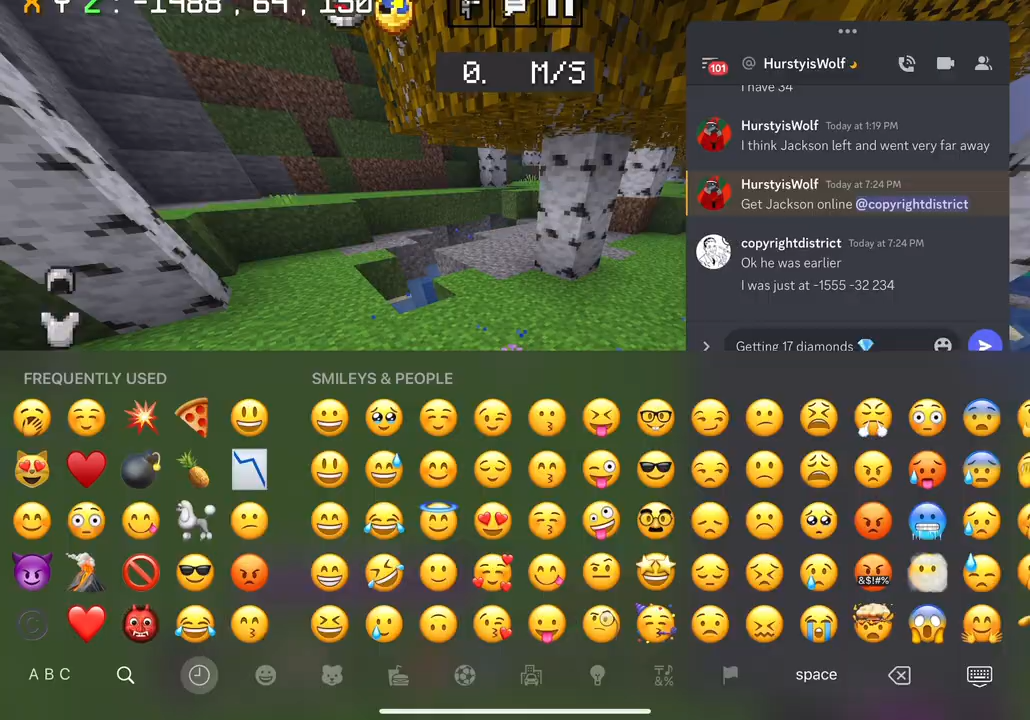 X Y Z : -1488 , 64 , 150
0. M/S
101
@ HurstyisWolf
I have 34
HurstyisWolf Today at 1:19 PM
I think Jackson left and went very far away
HurstyisWolf Today at 7:24 PM
Get Jackson online @copyrightdistrict
copyrightdistrict Today at 7:24 PM
Ok he was earlier
I was just at -1555 -32 234
Getting 17 diamonds
FREQUENTLY USED
SMILEYS & PEOPLE
&$!#%
ABC
&%
space